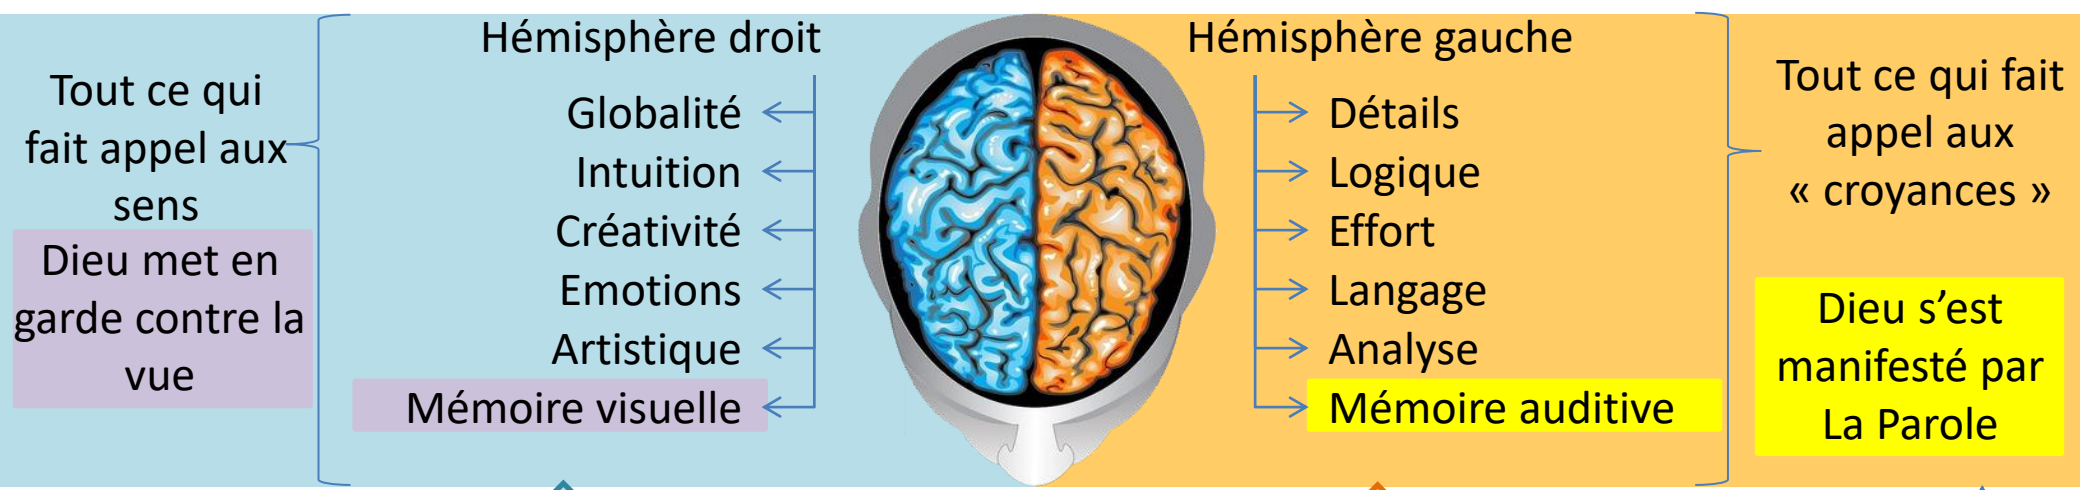 Tout ce qui
fait appel aux
sens
Dieu met en
garde contre la
vue
Hémisphère droit
Globalité
Intuition
Créativité
Emotions
Artistique
Mémoire visuelle
Hémisphère gauche
Détails
Logique
Effort
Langage
Analyse
Mémoire auditive
Tout ce qui fait
appel aux
« croyances »
Dieu s’est
manifesté par
La Parole